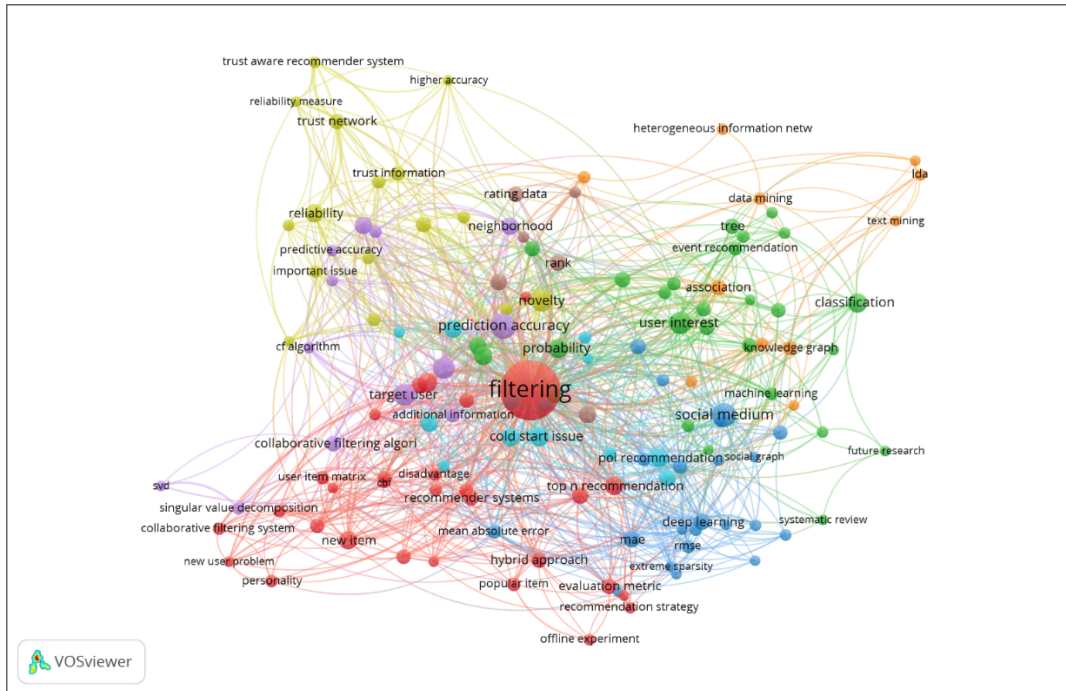 trust aware recommender system
higher accuracy
reliability measure
trust network
heterogeneous information netw
trust information
lda
rating data
data mining
reliability
neighborhood
tree
text mining
predictive accuracy
event recommendation
rank
important issue
association
novelty
classification
prediction accuracy
user interest
cf algorithm
probability
knowledge graph
filtering
target user
machine learning
additional information
social medium
collaborative filtering algori
cold start issue
future research
poi recommendation
social graph
user item matrix
disadvantage
cbf
svd
top n recommendation
recommender systems
singular value decomposition
collaborative filtering system
mean absolute error
deep learning
systematic review
new item
mae
rmse
new user problem
hybrid approach
extreme sparsity
personality
popular item
evaluation metric
recommendation strategy
offline experiment
VOSviewer